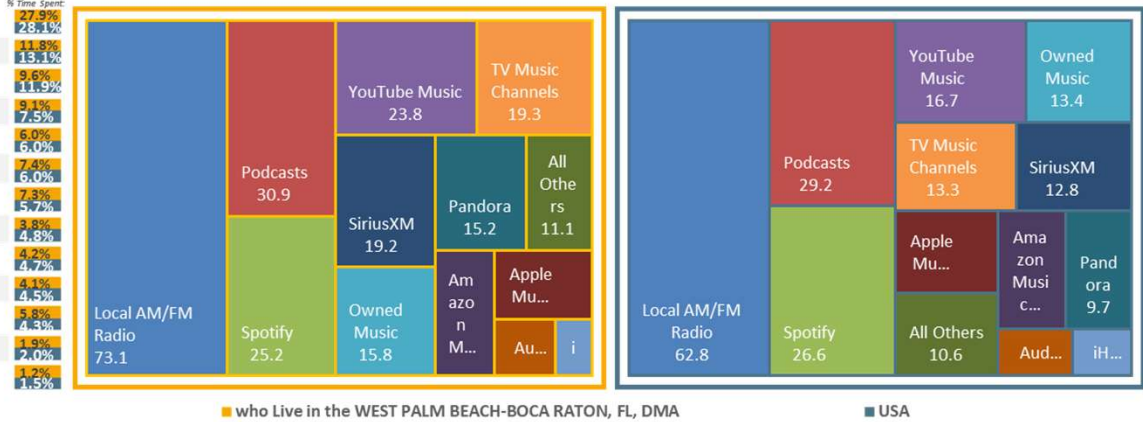 % Time Spent:
27.9%
28.1%
11.8%
13.1%
9.6%
11.9%
9.1%
7.5%
6.0%
6.0%
7.4%
6.0%
7.3%
5.7%
3.8%
4.8%
4.2%
4.7%
4.1%
4.5%
5.8%
4.3%
1.9%
2.0%
1.2%
1.5%
Local AM/FM
Radio
73.1
Podcasts
30.9
Spotify
25.2
YouTube Music
23.8
TV Music
Channels
19.3
SiriusXM
19.2
Owned
Music
15.8
Pandora
15.2
All
Othe
rs
11.1
Am
azo
n
M...
Apple
Mu...
Au...
i
Local AM/FM
Radio
62.8
Podcasts
29.2
Spotify
26.6
YouTube
Music
16.7
Owned
Music
13.4
TV Music
Channels
13.3
SiriusXM
12.8
Apple
Mu...
All Others
10.6
Ama
zon
Musi
c...
Pand
ora
9.7
Aud...
iH...
who Live in the WEST PALM BEACH-BOCA RATON, FL, DMA
USA